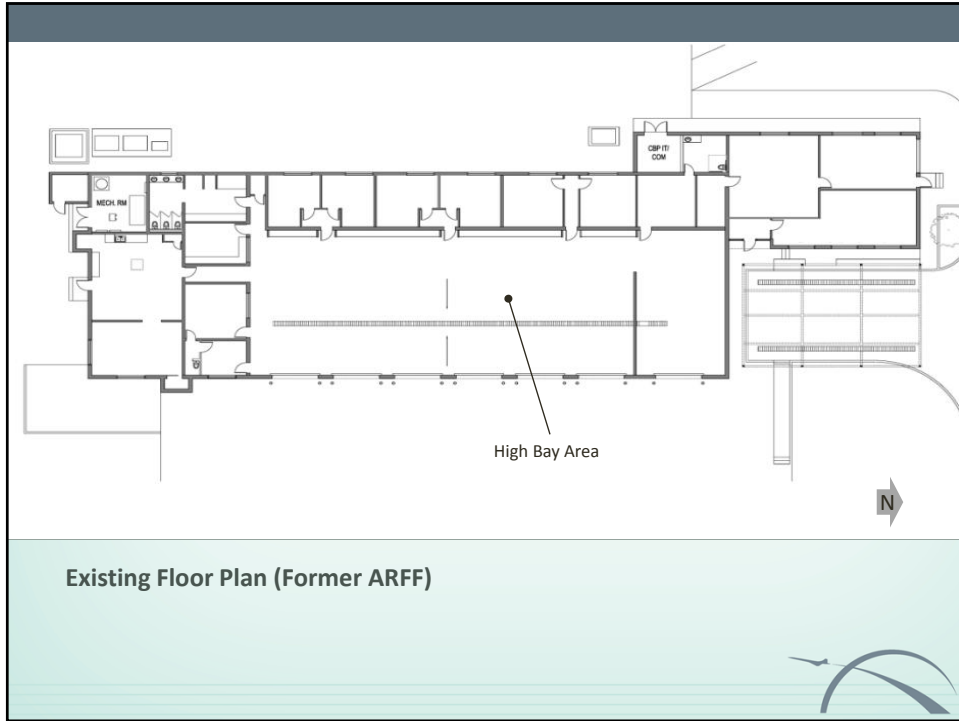 CBP IT/
COM
MECH. RM
High Bay Area
N
Existing Floor Plan (Former ARFF)